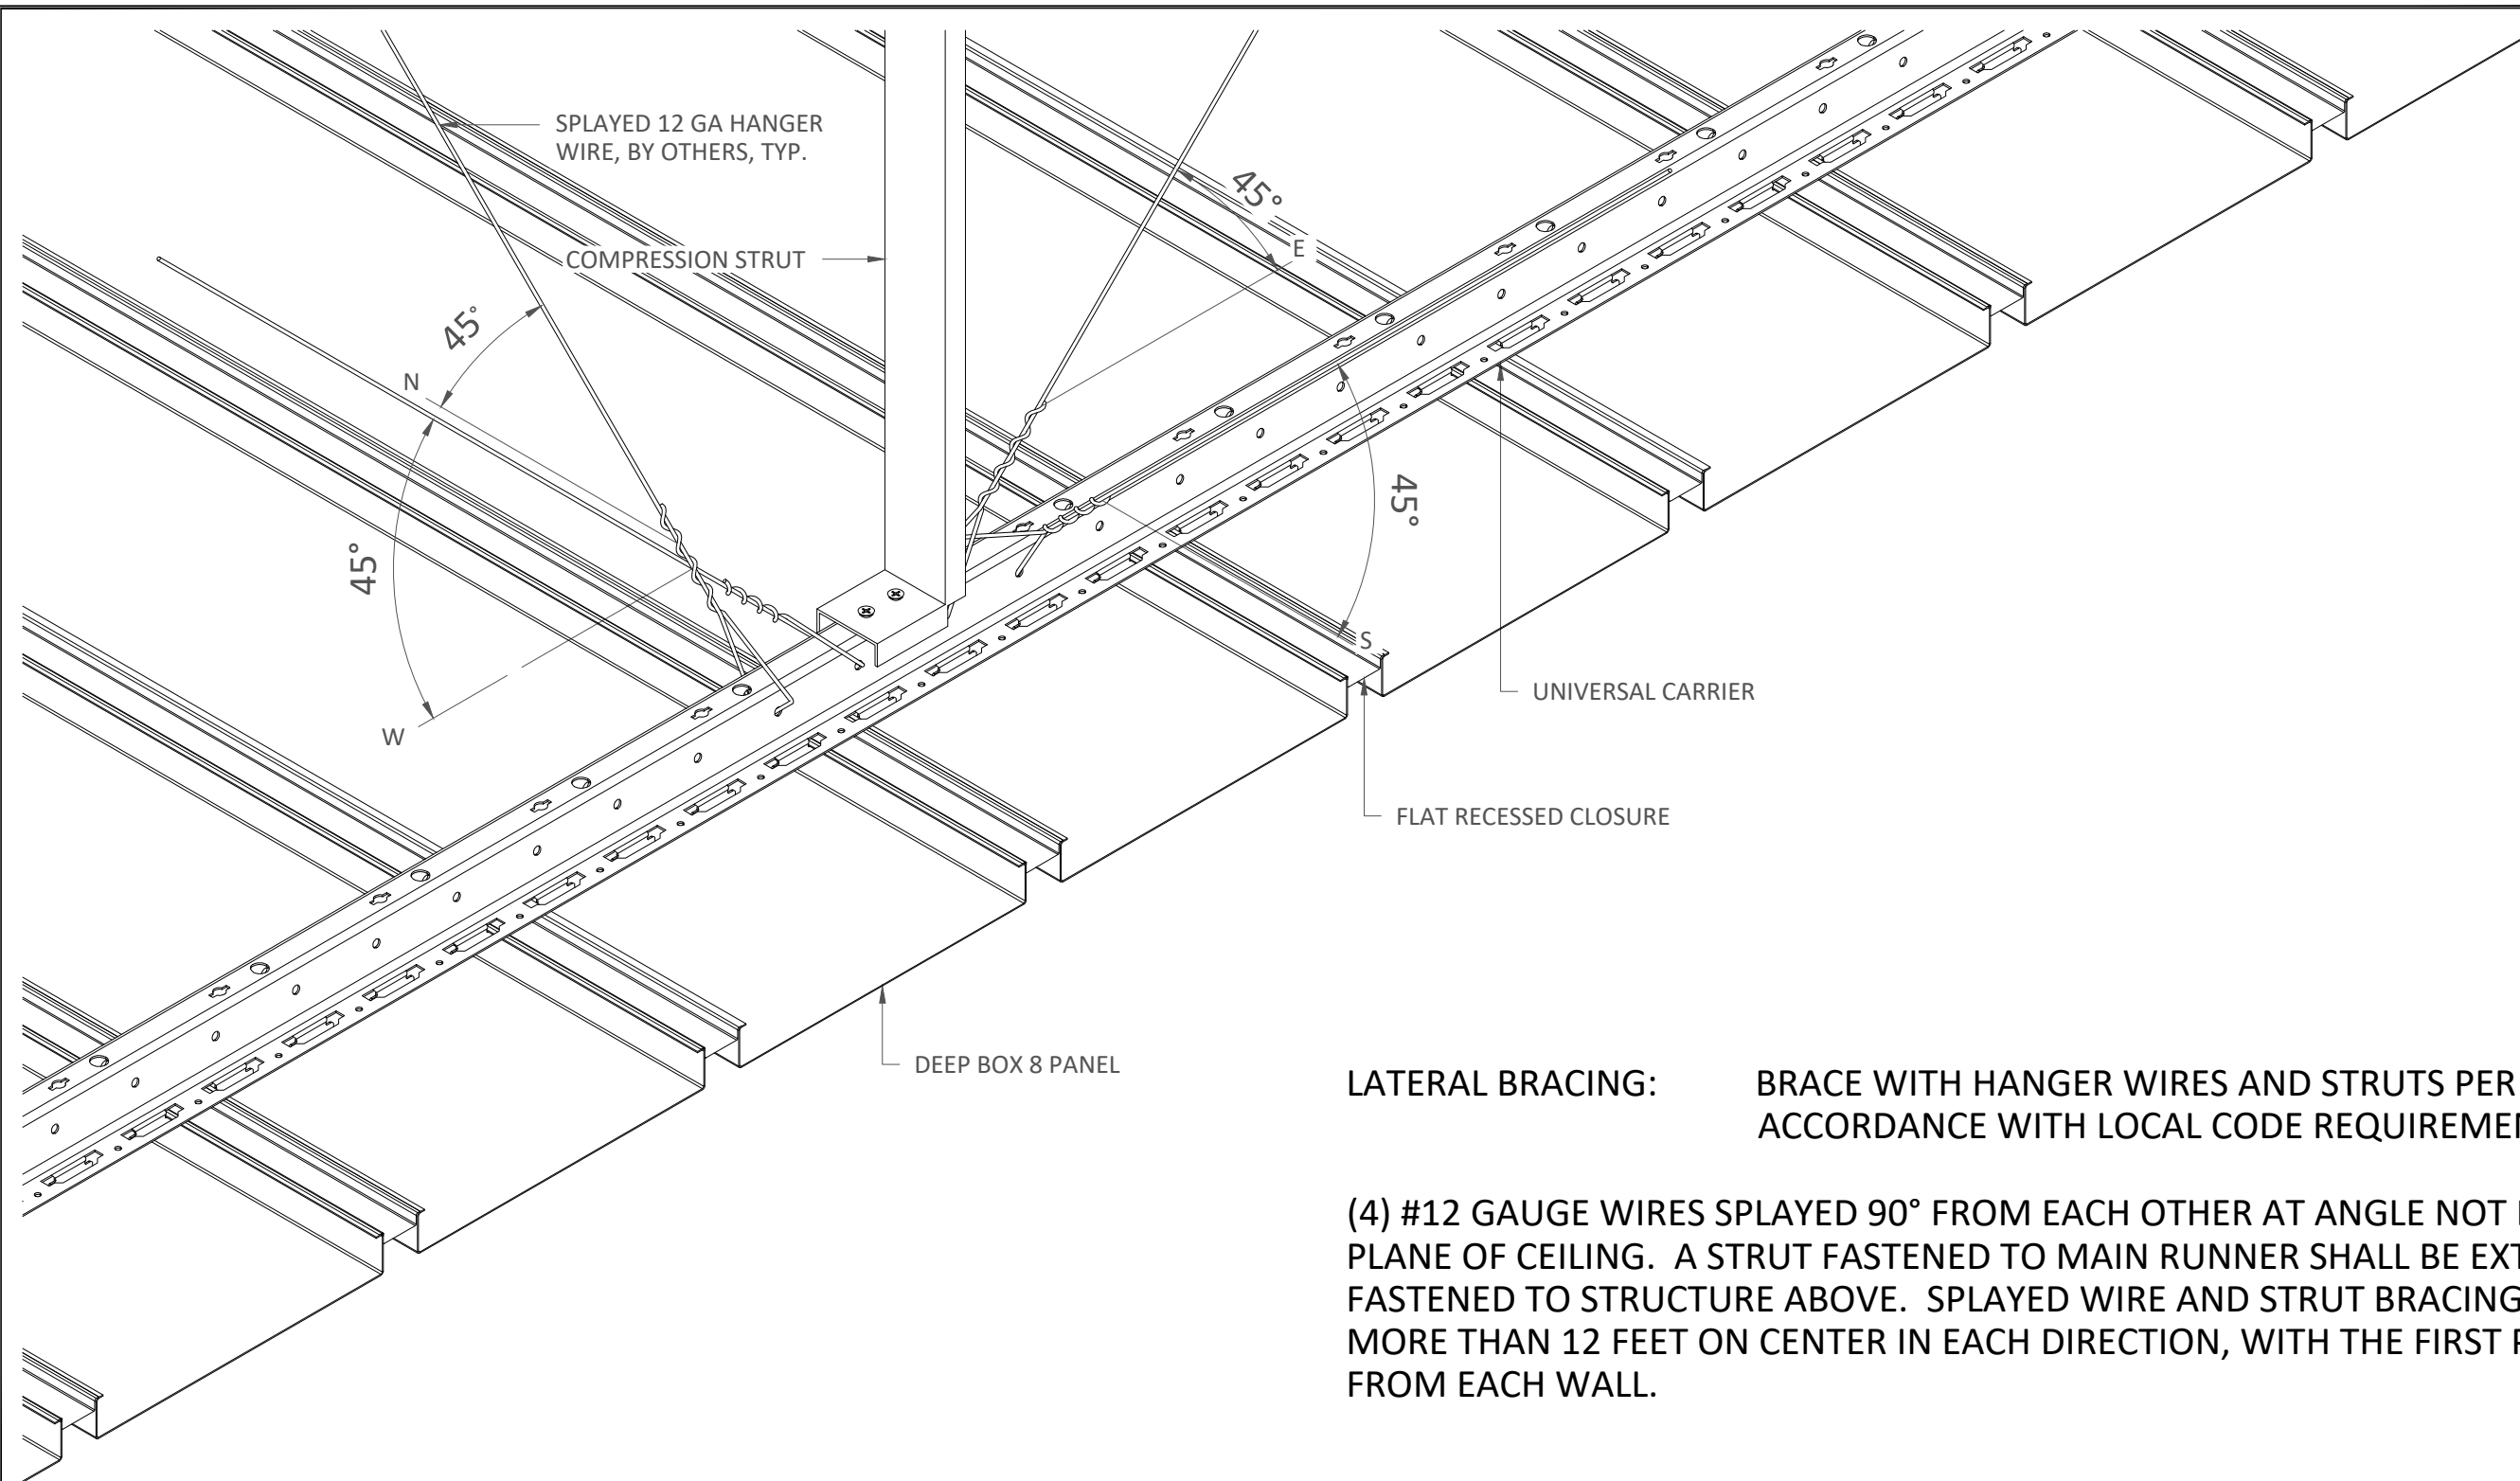 SPLAYED 12 GA HANGER
WIRE, BY OTHERS, TYP.
45°
E
COMPRESSION STRUT
45°
N
45°
45°
S
W
UNIVERSAL CARRIER
FLAT RECESSED CLOSURE
DEEP BOX 8 PANEL
LATERAL BRACING: BRACE WITH HANGER WIRES AND STRUTS PER
ACCORDANCE WITH LOCAL CODE
(4) #12 GAUGE WIRES SPLAYED 90° FROM EACH OTHER AT ANGLE NOT
PLANE OF CEILING. A STRUT FASTENED TO MAIN RUNNER SHALL BE
FASTENED TO STRUCTURE ABOVE. SPLAYED WIRE AND STRUT BRACING
MORE THAN 12 FEET ON CENTER IN EACH DIRECTION, WITH THE FIRST
FROM EACH WALL.